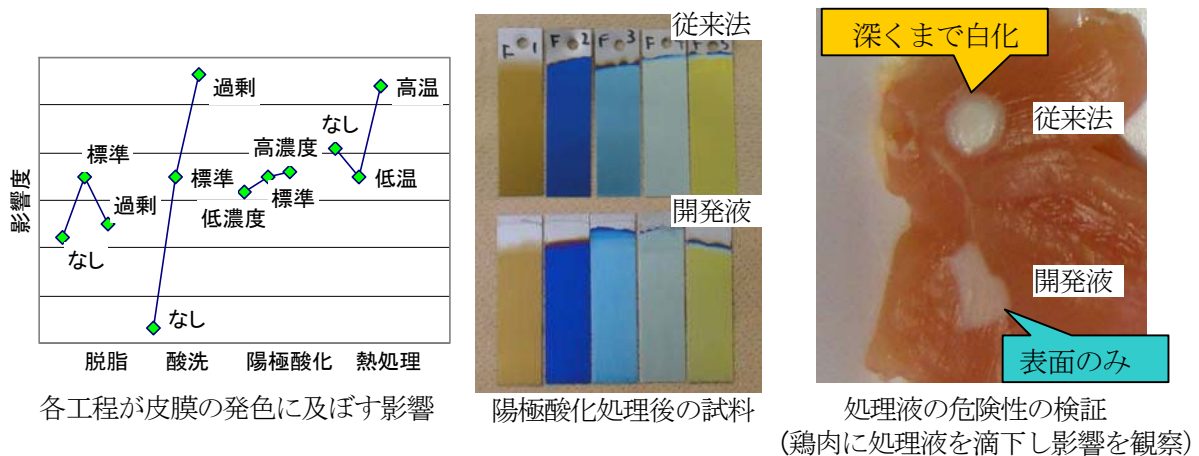 影響度
標準
なし
過剰
過剰
標準
なし
高濃度
低濃度
標準
なし
高温
低温
脱脂
酸洗
陽極酸化
熱処理
各工程が皮膜の発色に及ぼす影響
従来法
F 1
F 2
F 3
F 4
F 5
開発液
陽極酸化処理後の試料
深くまで白化
従来法
開発液
表面のみ
処理液の危険性の検証
（鶏肉に処理液を滴下し影響を観察）